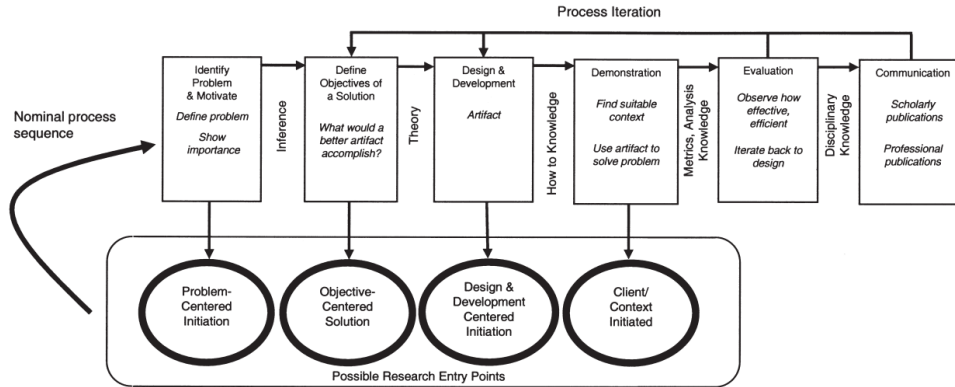 Process Iteration
Nominal process
sequence
Identify
Problem
& Motivate
Define problem
Show
importance
Inference
Define
Objectives of
a Solution
What would a
better artifact
accomplish?
Theory
Design &
Development
Artifact
How to Knowledge
Demonstration
Find suitable
context
Use artifact to
solve problem
Metrics, Analysis
Knowledge
Evaluation
Observe how
effective,
efficient
Iterate back to
design
Disciplinary
Knowledge
Communication
Scholarly
publications
Professional
publications
Problem-
Centered
Initiation
Objective-
Centered
Solution
Design &
Development
Centered
Initiation
Client/
Context
Initiated
Possible Research Entry Points